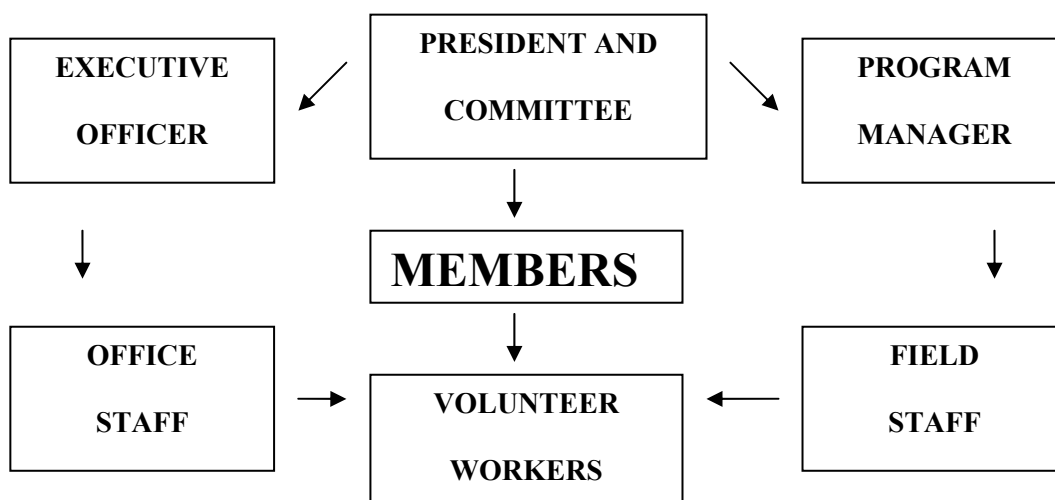 EXECUTIVE
OFFICER
PRESIDENT AND
COMMITTEE
PROGRAM
MANAGER
MEMBERS
OFFICE
STAFF
VOLUNTEER
WORKERS
FIELD
STAFF